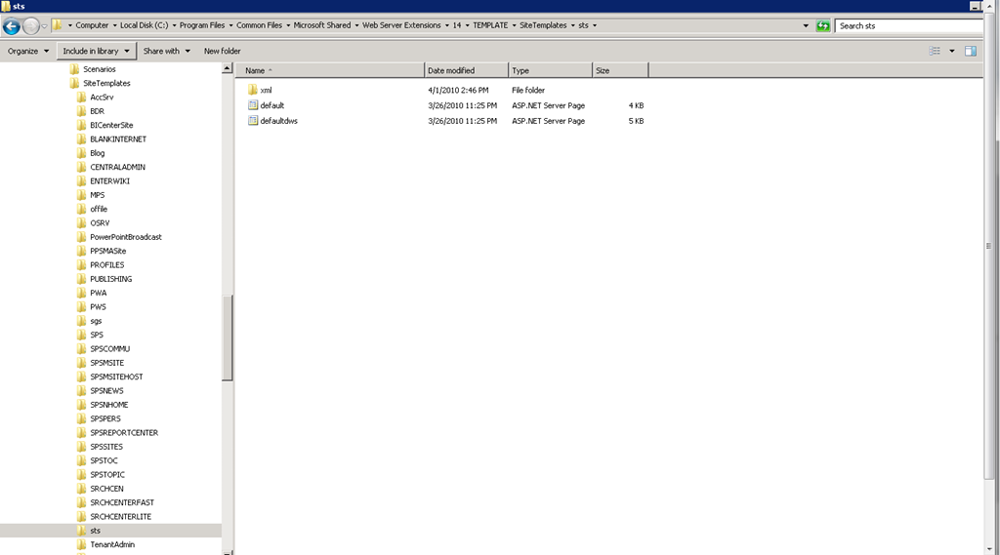 sts
Computer Local Disk (C:) Program Files Common Files Microsoft Shared Web Server Extensions 14 TEMPLATE SiteTemplates sts Search sts
Organize Include in library Share with New folder
Scenarios
SiteTemplates
AccSrv
BDR
BICenterSite
BLANKINTERNET
Blog
CENTRALADMIN
ENTERWIKI
MPS
offile
OSRV
PowerPointBroadcast
PPSMASite
PROFILES
PUBLISHING
PWA
PWS
sgs
SPS
SPSCOMMU
SPSMSITE
SPSMSITEHOST
SPSNEWS
SPSNHOME
SPSPERS
SPSREPORTCENTER
SPSSITES
SPSTOC
SPSTOPIC
SRCHCEN
SRCHCENTERFAST
SRCHCENTERLITE
sts
TenantAdmin
Name Date modified Type Size
xml 4/1/2010 2:46 PM File folder
default 3/26/2010 11:25 PM ASP.NET Server Page 4 KB
defaultdws 3/26/2010 11:25 PM ASP.NET Server Page 5 KB